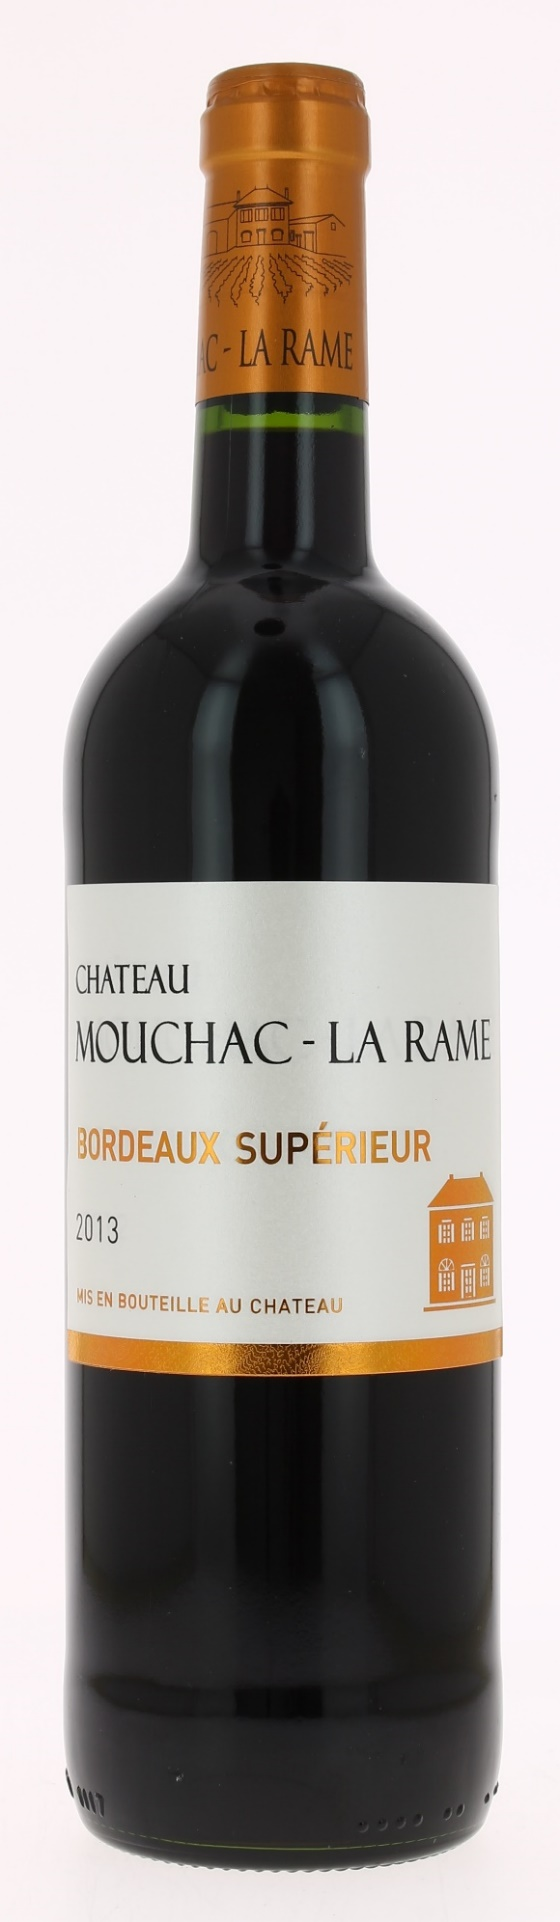 AC - LA RAME
CHATEAU
MOUCHAC - LA RAME
BORDEAUX SUPÉRIEUR
2013
MIS EN BOUTEILLE AU CHATEAU